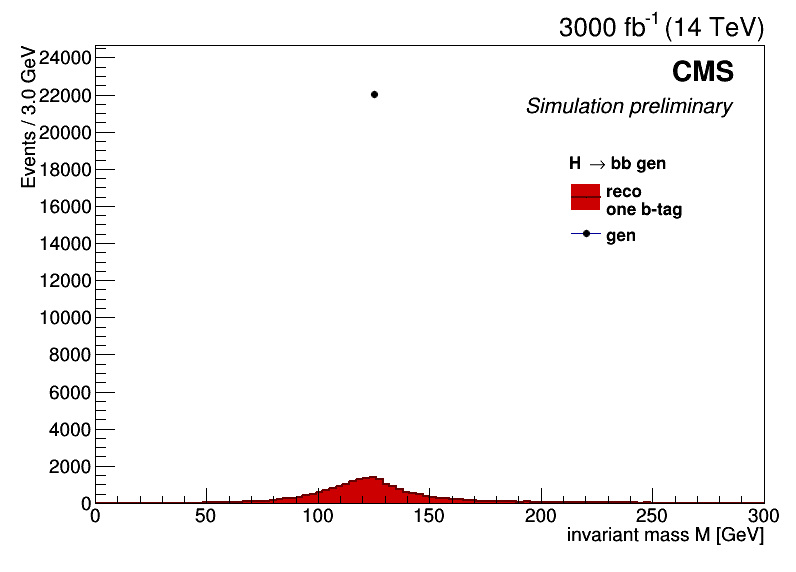 3000 fb-1 (14 TeV)
Events / 3.0 GeV
24000
22000
20000
18000
16000
14000
12000
10000
8000
6000
4000
2000
0
CMS
Simulation preliminary
H → bb gen
reco
one b-tag
gen
0 50 100 150 200 250 300
invariant mass M [GeV]